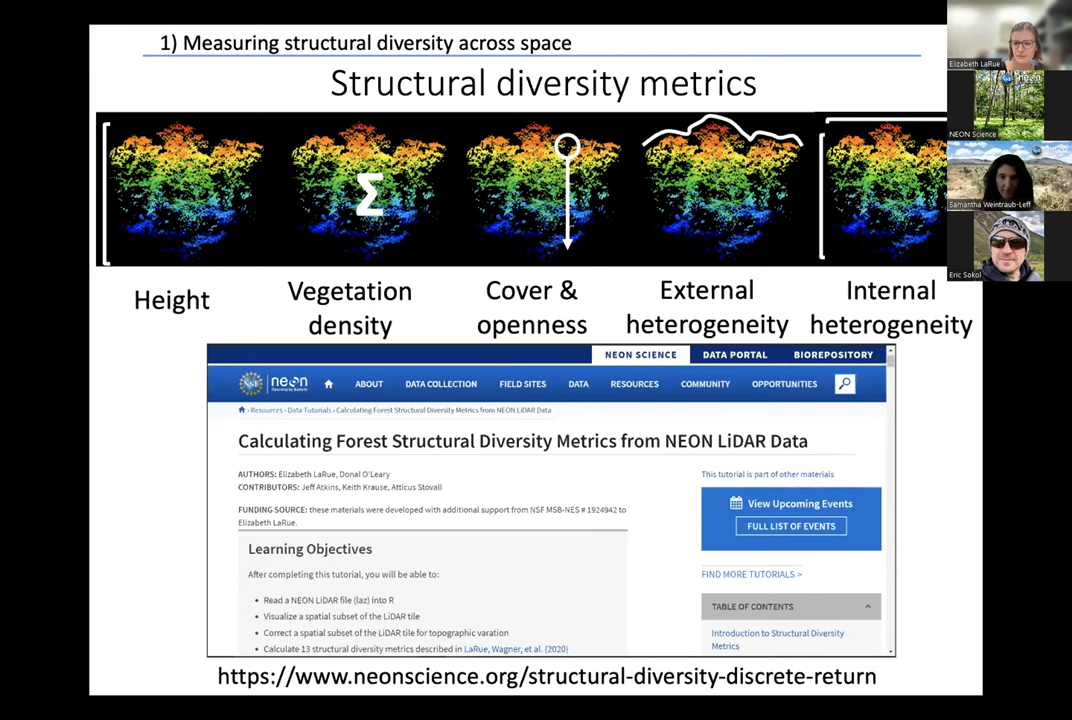 1) Measuring structural diversity across space
Structural diversity metrics
Σ
Height
Vegetation
density
Cover &
openness
External
heterogeneity
Internal
heterogeneity
NEON SCIENCE DATA PORTAL BIOREPOSITORY
neon
ABOUT DATA COLLECTION FIELD SITES DATA RESOURCES COMMUNITY OPPORTUNITIES
› Resources › Data Tutorials › Calculating Forest Structural Diversity Metrics from NEON LiDAR Data
Calculating Forest Structural Diversity Metrics from NEON LiDAR Data
AUTHORS: Elizabeth LaRue, Donal O'Leary
CONTRIBUTORS: Jeff Atkins, Keith Krause, Atticus Stovall
FUNDING SOURCE: these materials were developed with additional support from NSF MSB-NES # 1924942 to
Elizabeth LaRue.
Learning Objectives
After completing this tutorial, you will be able to:
• Read a NEON LiDAR file (laz) into R
• Visualize a spatial subset of the LiDAR tile
• Correct a spatial subset of the LiDAR tile for topographic varation
• Calculate 13 structural diversity metrics described in LaRue, Wagner, et al. (2020)
This tutorial is part of other materials
View Upcoming Events
FULL LIST OF EVENTS
FIND MORE TUTORIALS >
TABLE OF CONTENTS
Introduction to Structural Diversity
Metrics
https://www.neonscience.org/structural-diversity-discrete-return
Elizabeth LaRue
neon
NEON Science
Samantha Weintraub-Leff
Eric Sokol